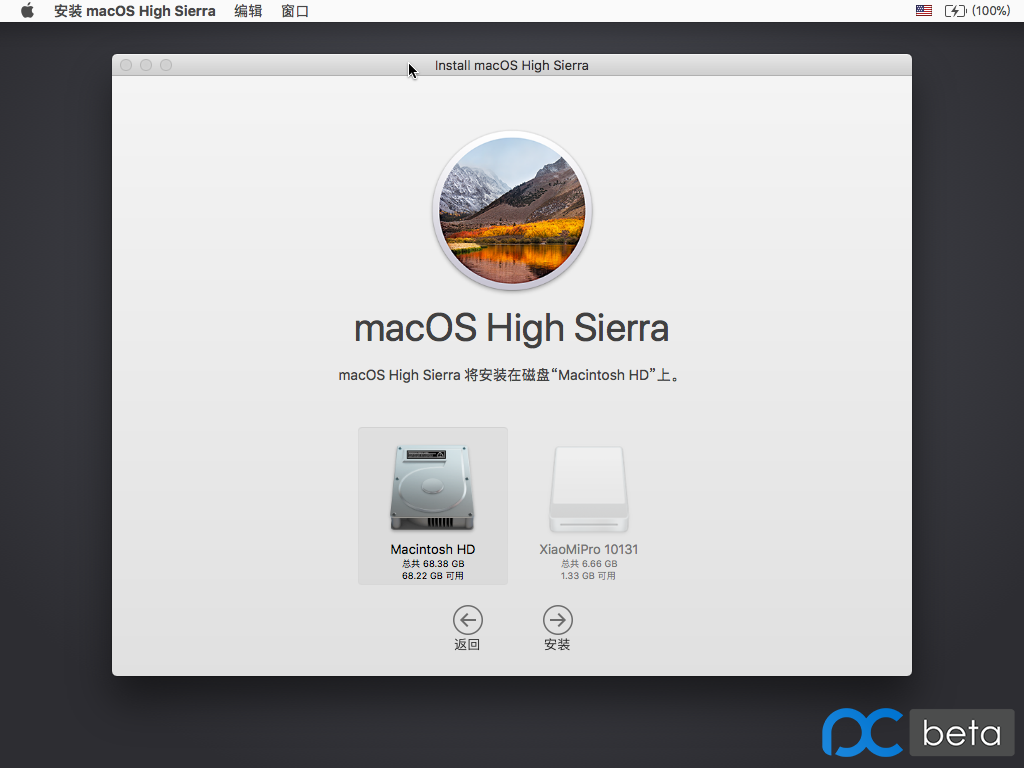 安装 macOS High Sierra 编辑 窗口 (100%)
Install macOS High Sierra
macOS High Sierra
macOS High Sierra 将安装在磁盘“Macintosh HD”上。
Macintosh HD
总共 68.38 GB
68.22 GB 可用
XiaoMiPro 10131
总共 6.66 GB
1.33 GB 可用
返回
安装
pc beta